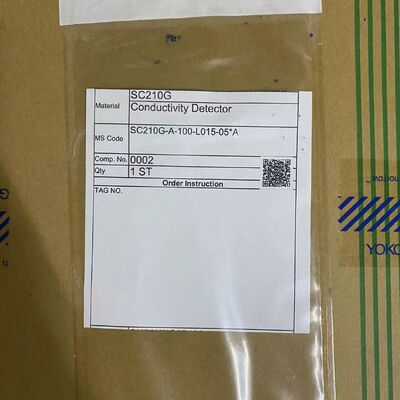 SC210G
Material
Conductivity Detector
MS Code
SC210G-A-100-L015-05*A
Comp. No.
0002
Qty
1 ST
Order Instruction
TAG NO.
YOKO